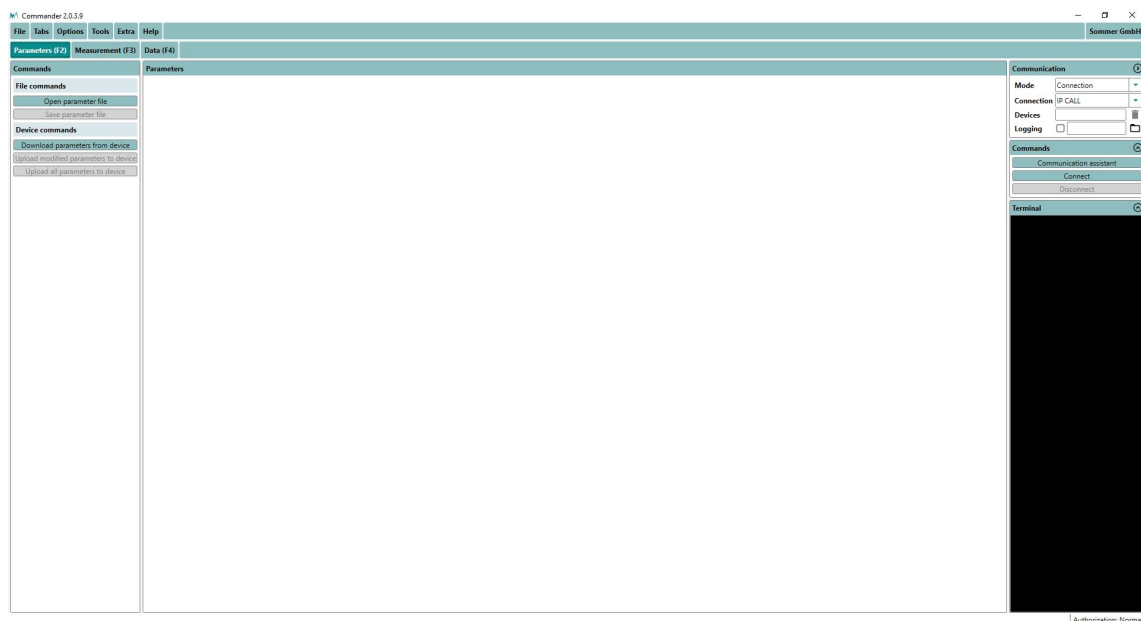 Commander 2.0.3.9
File Tabs Options Tools Extra Help Sommer GmbH
Parameters (F2) Measurement (F3) Data (F4)
Commands
File commands
Open parameter file
Save parameter file
Device commands
Download parameters from device
Upload modified parameters to device
Upload all parameters to device
Parameters
Communication
Mode Connection
Connection IP CALL
Devices
Logging
Commands
Communication assistant
Connect
Disconnect
Terminal
Authorization: Norma